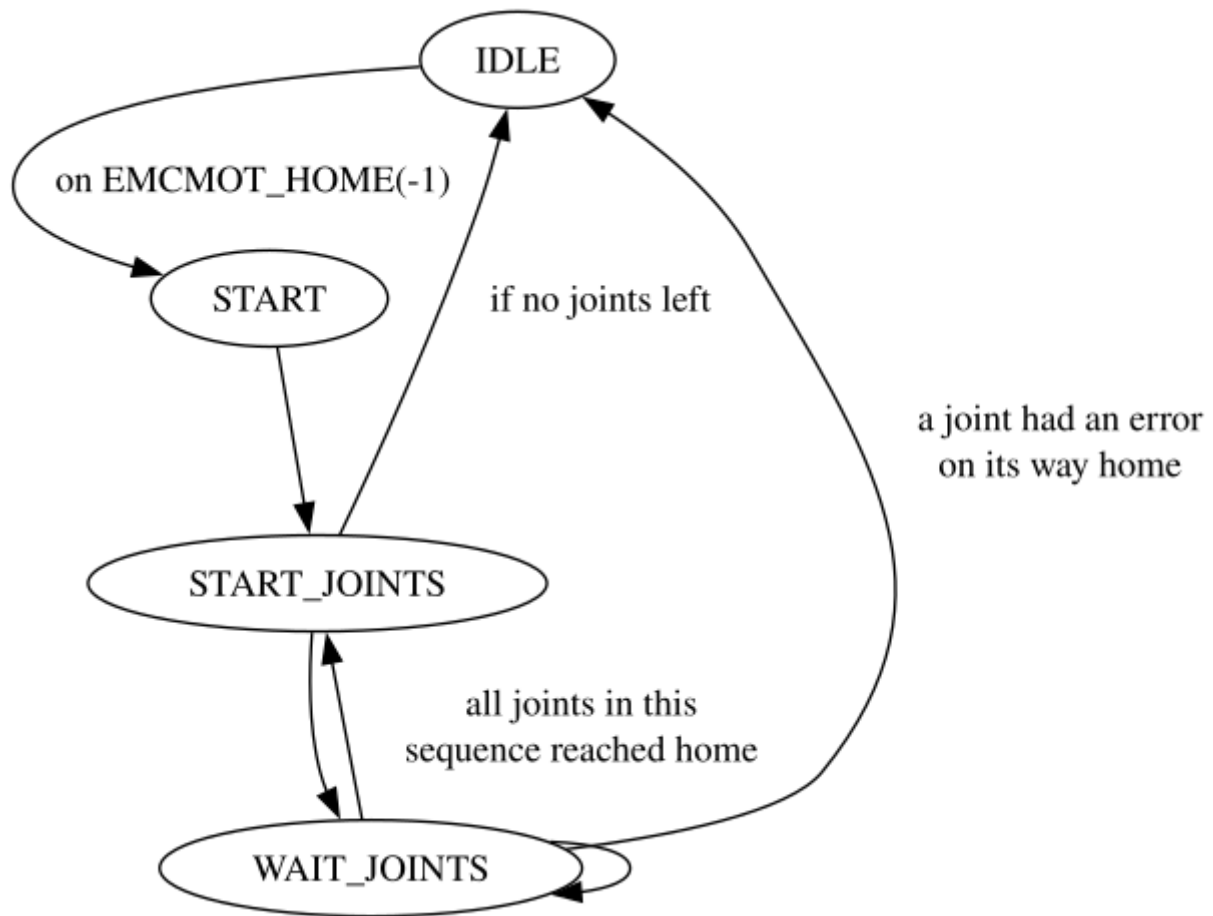 IDLE
on EMCMOT_HOME(-1)
START
if no joints left
a joint had an error
on its way home
START_JOINTS
all joints in this
sequence reached home
WAIT_JOINTS